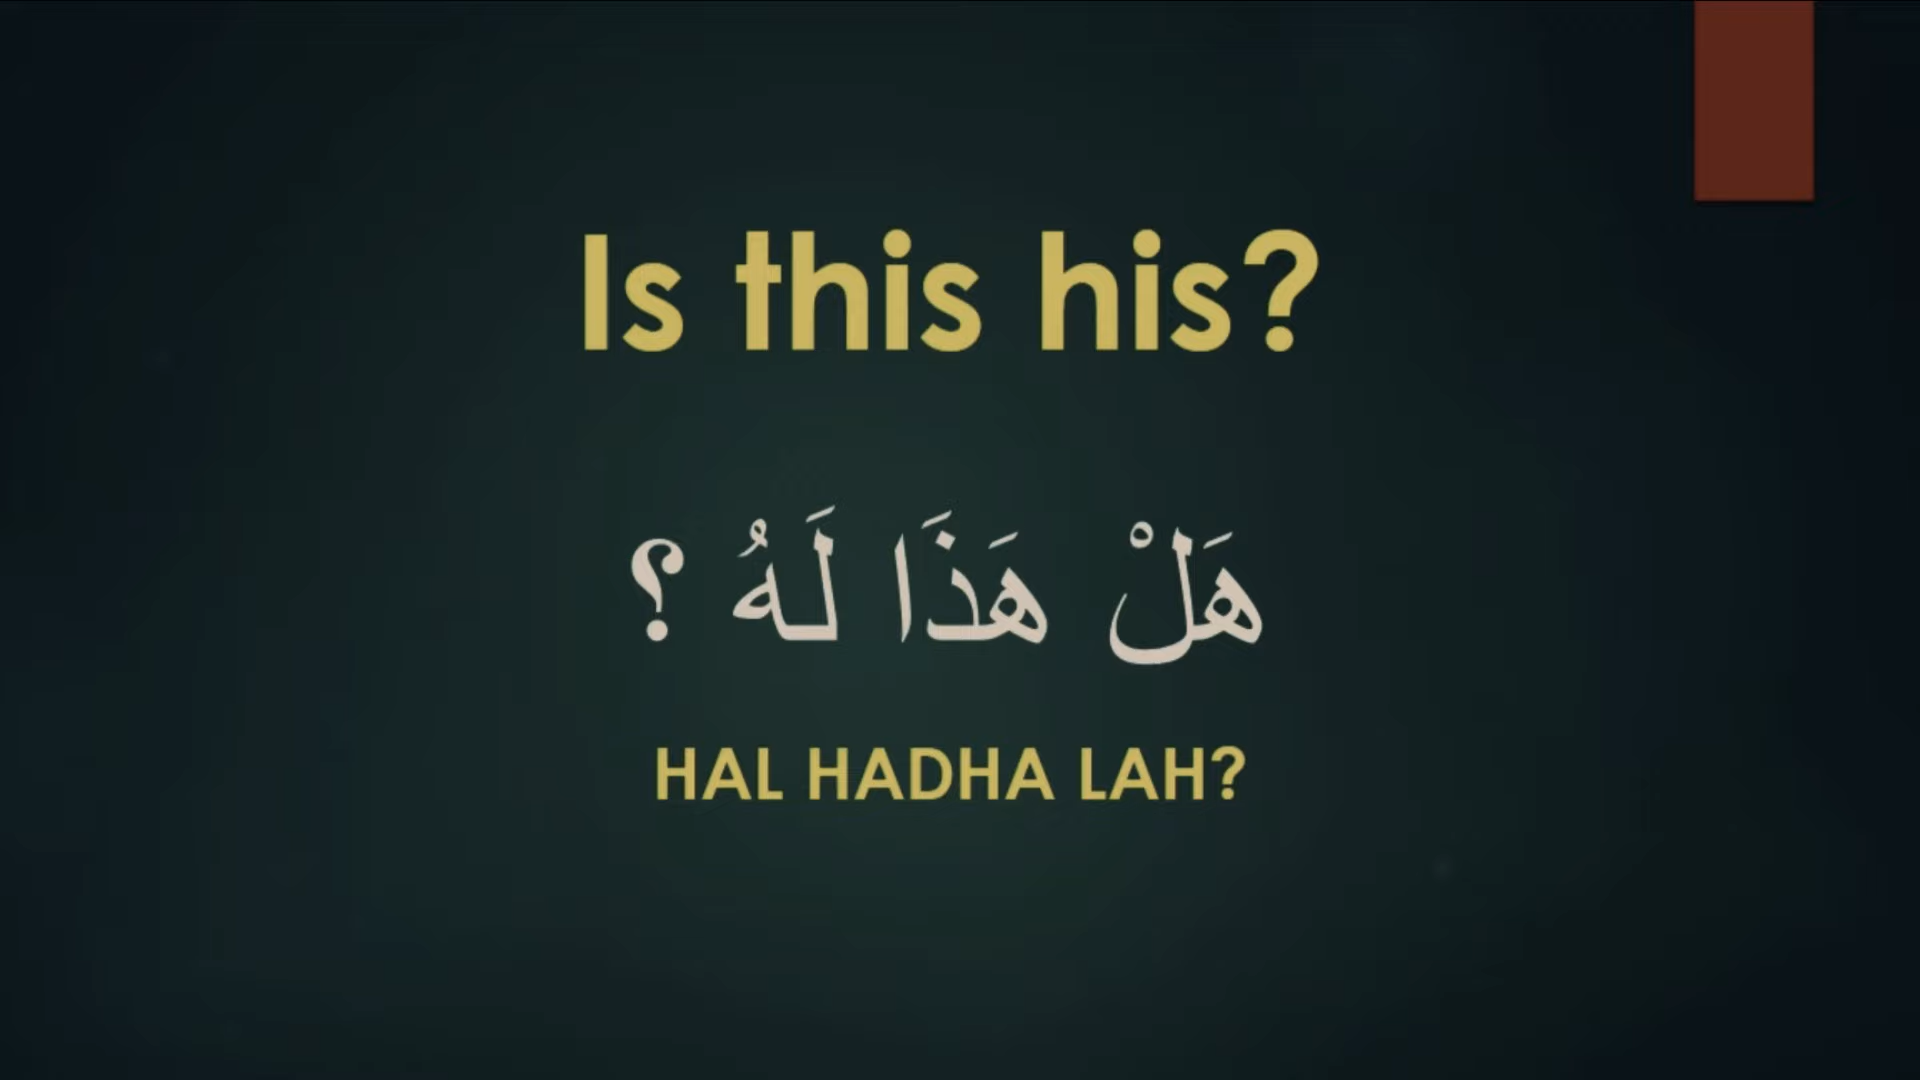 Is this his?
هَلْ هَذَا لَهُ ؟
HAL HADHA LAH?